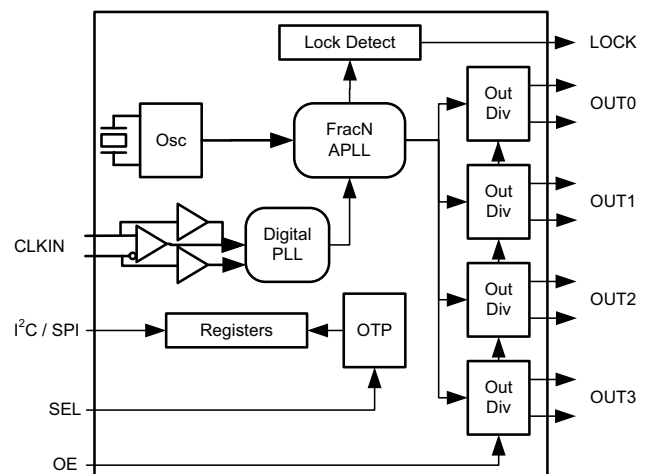 Lock Detect
LOCK
Osc
FracN
APLL
Out
Div
OUT0
Out
Div
OUT1
CLKIN
Digital
PLL
Out
Div
OUT2
I²C / SPI
Registers
OTP
Out
Div
OUT3
SEL
OE